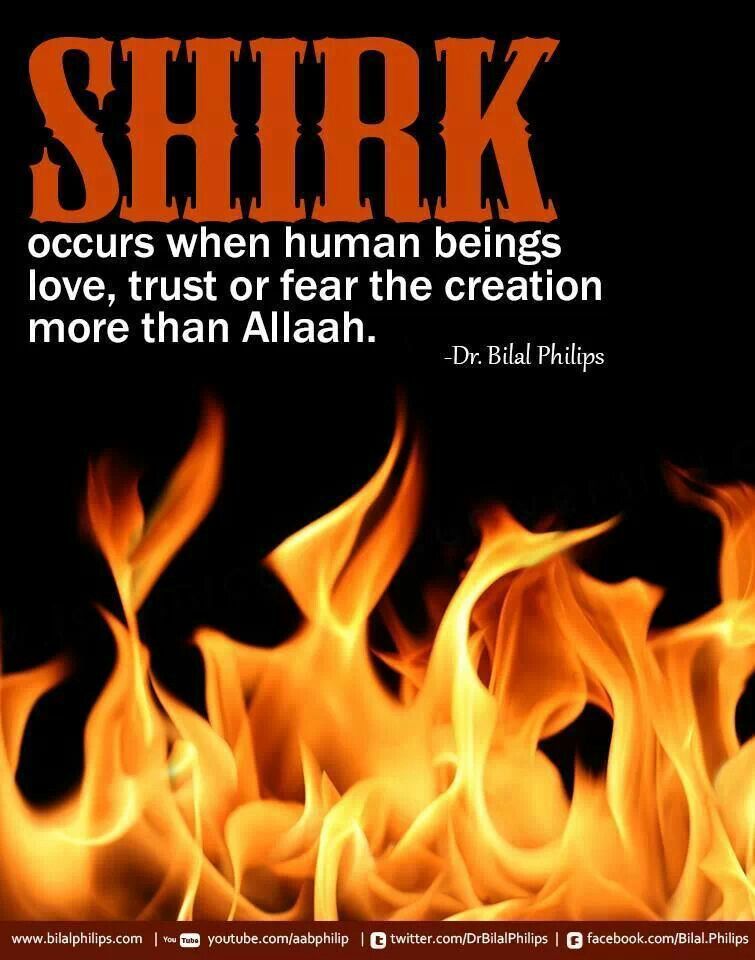 SHIRK
occurs when human beings
love, trust or fear the creation
more than Allaah.
-Dr. Bilal Philips
www.bilalphilips.com | You Tube youtube.com/aabphilip | t twitter.com/DrBilalPhilips | f facebook.com/Bilal.Philips